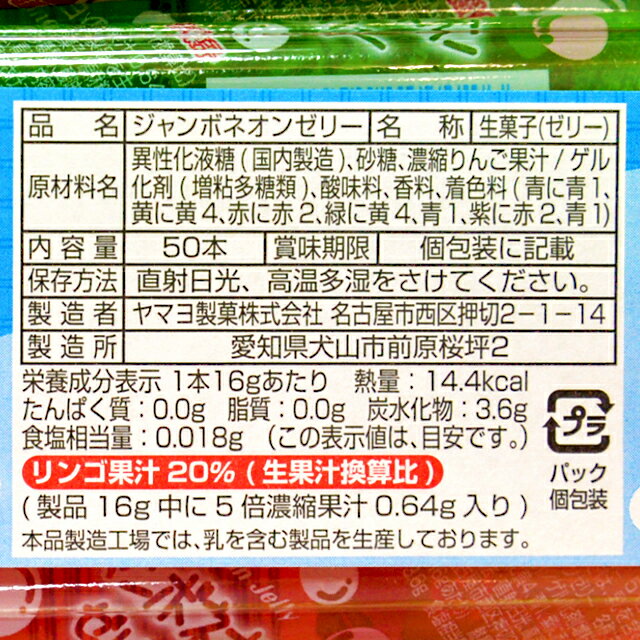 品名 ジャンボネオンゼリー 名称 生菓子(ゼリー)
原材料名 異性化液糖(国内製造)、砂糖、濃縮りんご果汁/ゲル
化剤(増粘多糖類)、酸味料、香料、着色料(青に青1、
黄に黄4、赤に赤2、緑に黄4、青1、紫に赤2、青1)
内容量 50本 賞味期限 個包装に記載
保存方法 直射日光、高温多湿をさけてください。
製造者 ヤマヨ製菓株式会社 名古屋市西区押切2-1-14
製造所 愛知県犬山市前原桜坪2
栄養成分表示 1本16gあたり 熱量:14.4kcal
たんぱく質:0.0g 脂質:0.0g 炭水化物:3.6g
食塩相当量:0.018g (この表示値は、目安です。)
リンゴ果汁20%(生果汁換算比)
(製品16g中に5倍濃縮果汁0.64g入り)
本品製造工場では、乳を含む製品を生産しております。
プラ
パック
個包装
Jelly